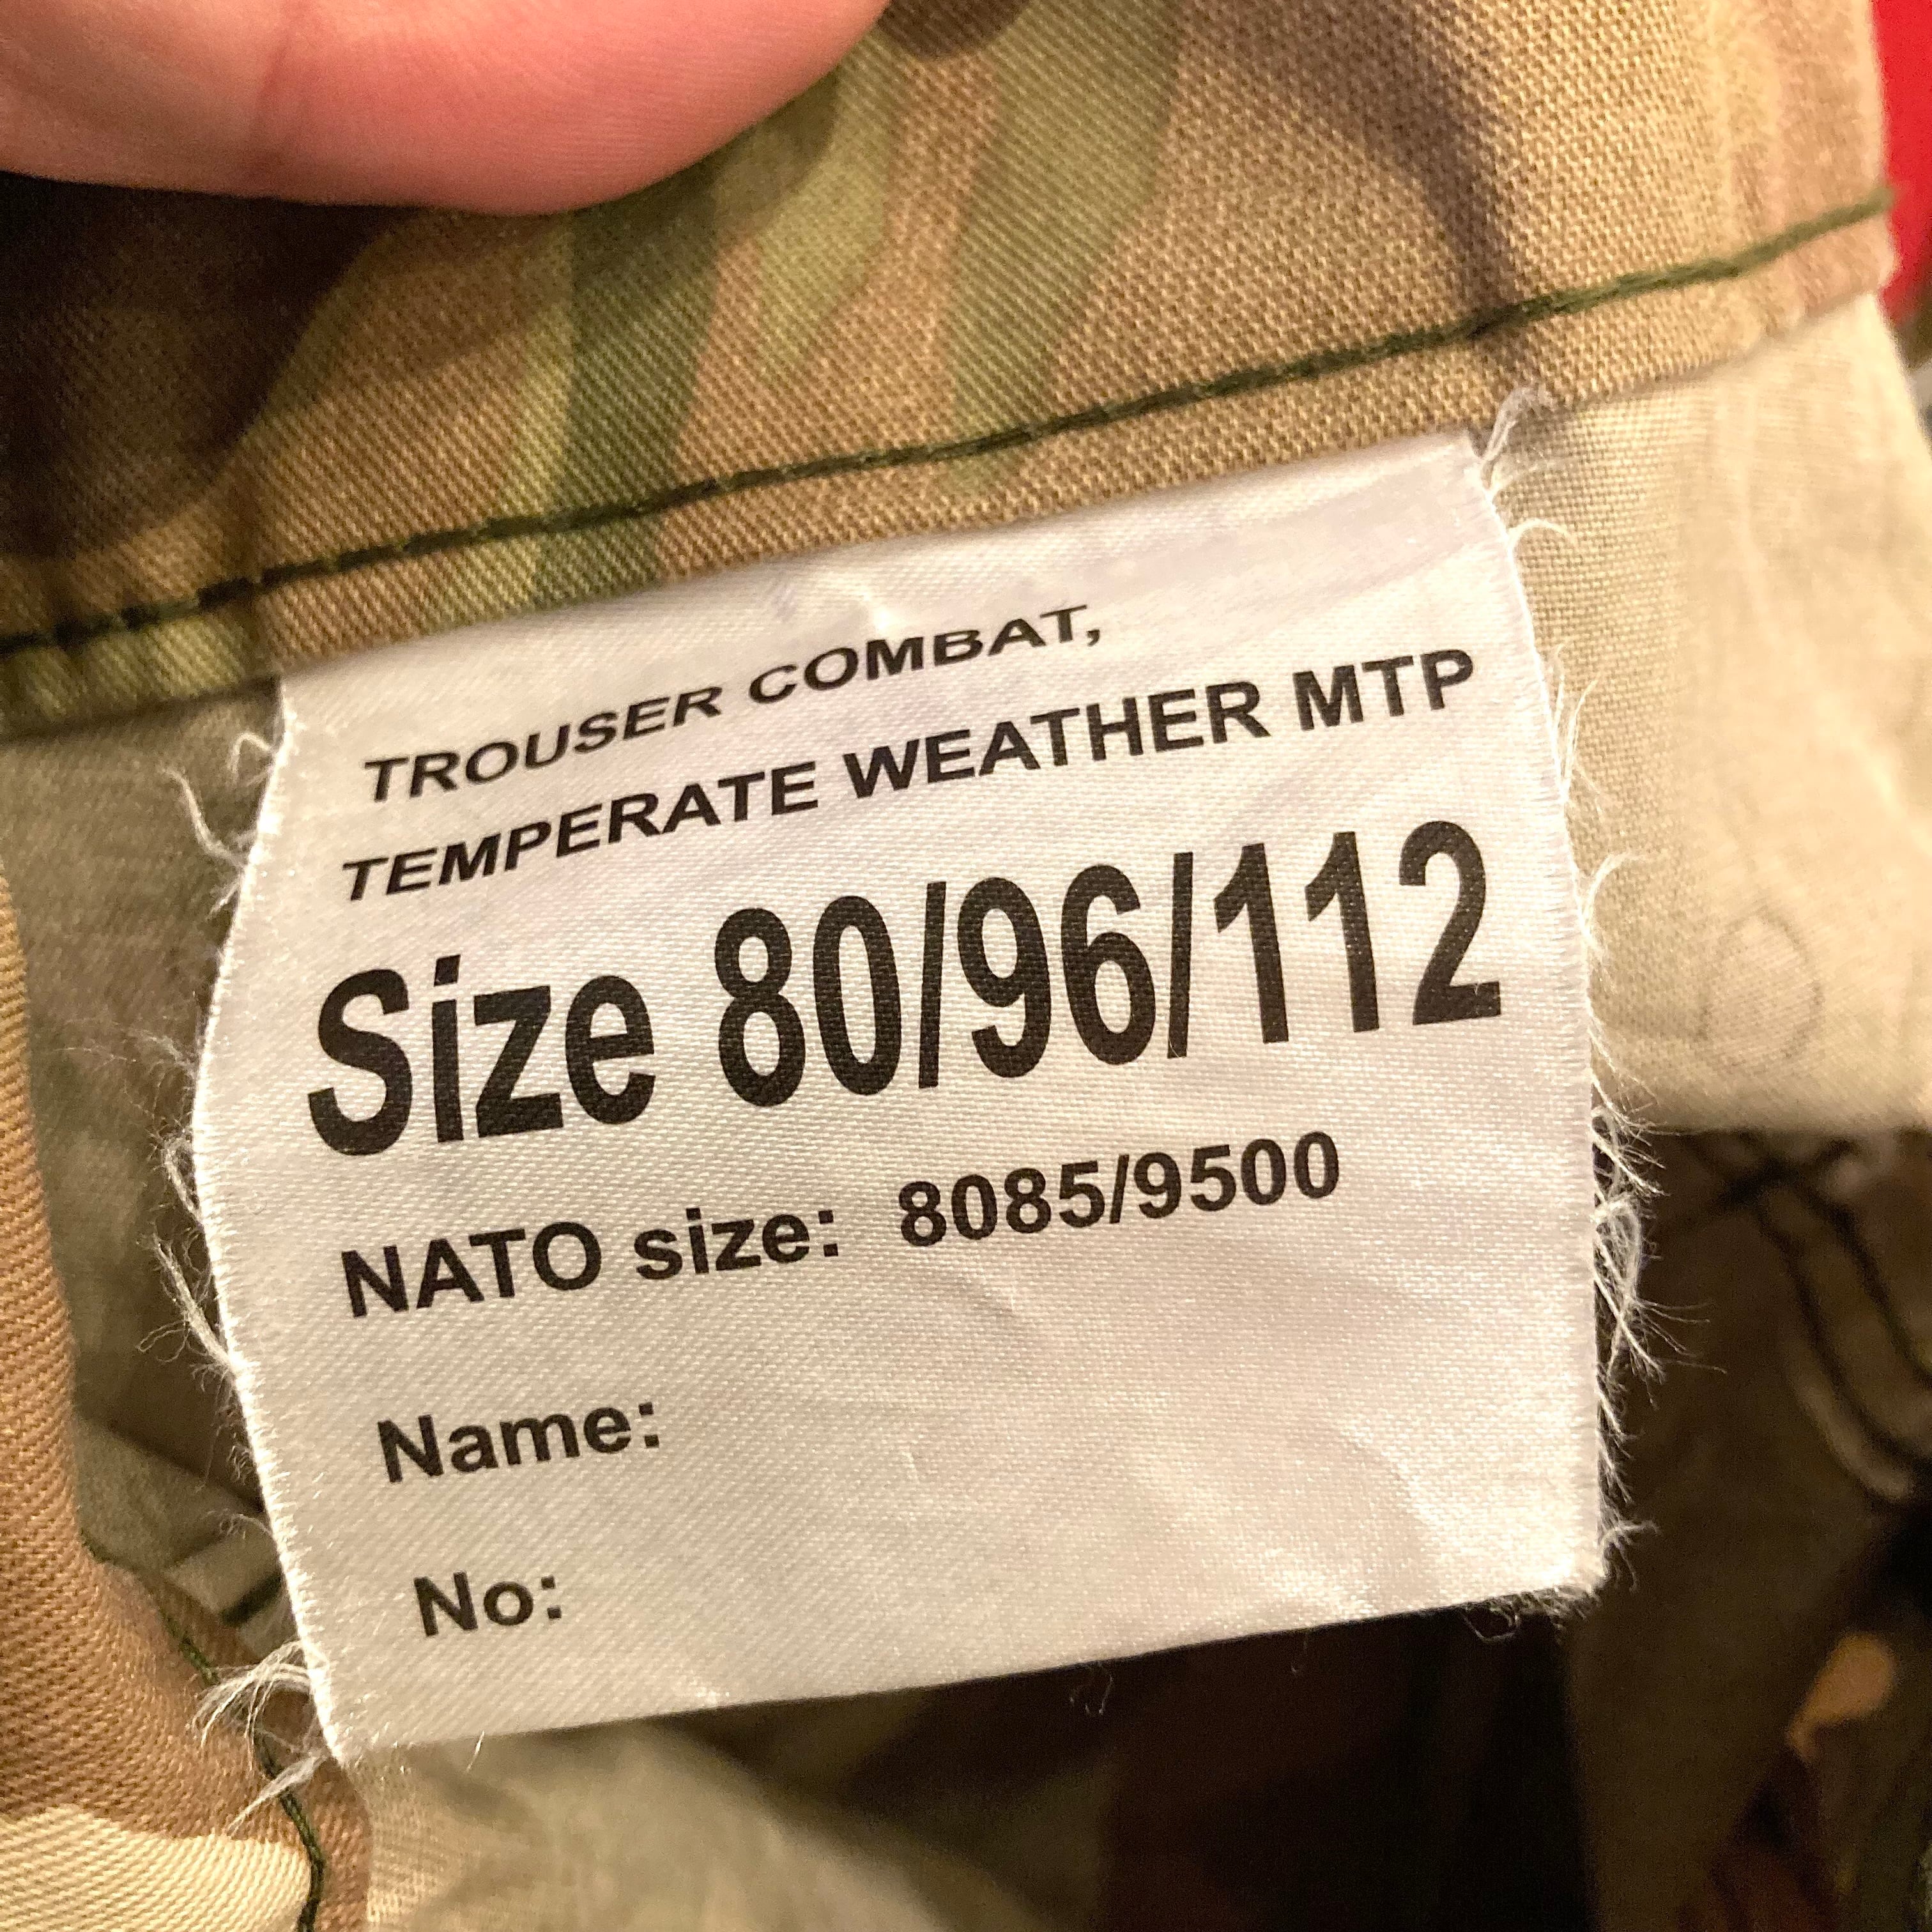 TROUSER COMBAT,
TEMPERATE WEATHER MTP
Size 80/96/112
NATO size: 8085/9500
Name:
No: